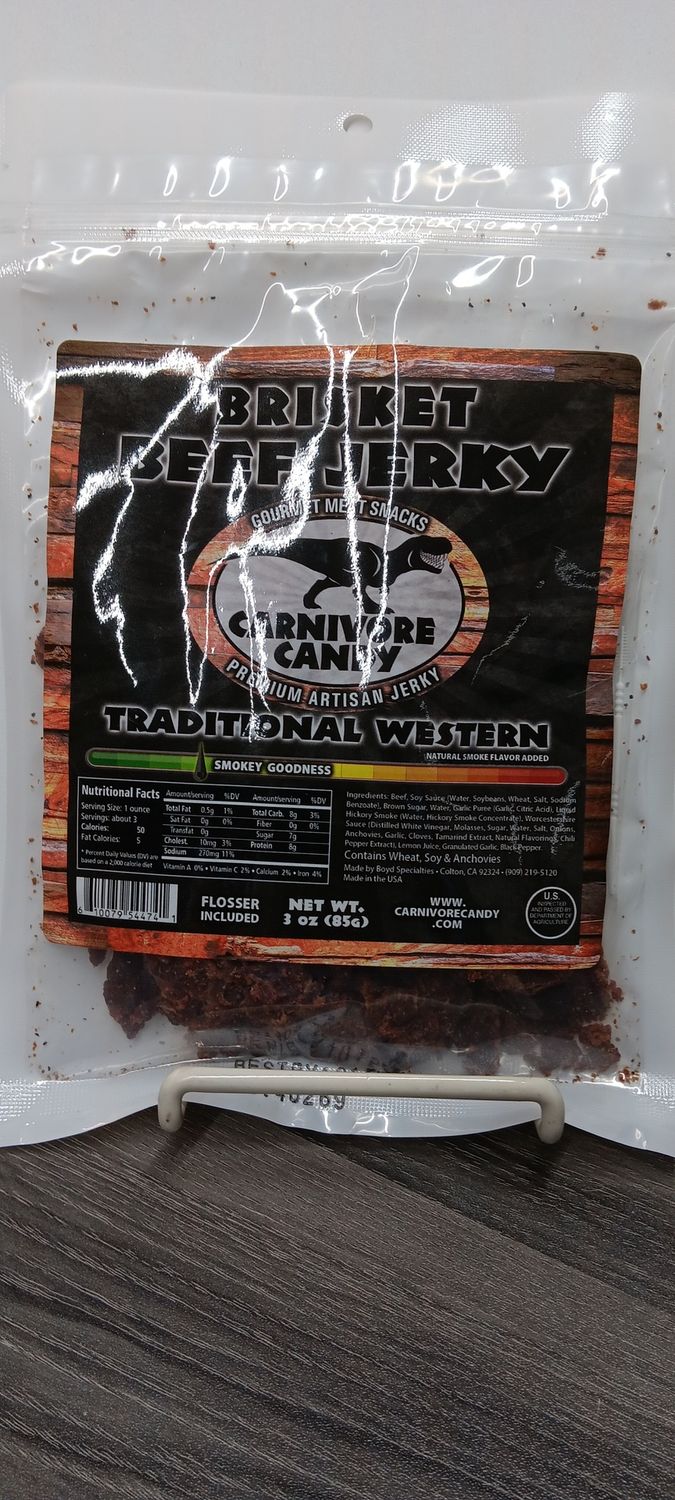 BRISKET
BEEF JERKY
GOURMET MEAT SNACKS
CARNIVORE
CANDY
PREMIUM ARTISAN JERKY
TRADITIONAL WESTERN
NATURAL SMOKE FLAVOR ADDED
SMOKEY GOODNESS
Nutritional Facts
Serving Size: 1 ounce
Servings: about 3
Calories: 50
Fat Calories: 5
* Percent Daily Values (DV) are
based on a 2,000 calorie diet
Amount/serving %DV Amount/serving %DV
Total Fat 0.5g 1% Total Carb. 8g 3%
Sat Fat 0g 0% Fiber 0g 0%
Transfat 0g Sugar 7g
Cholest. 10mg 3% Protein 8g
Sodium 270mg 11%
Vitamin A 0% • Vitamin C 2% • Calcium 2% • Iron 4%
Ingredients: Beef, Soy Sauce (Water, Soybeans, Wheat, Salt, Sodium
Benzoate), Brown Sugar, Water, Garlic Puree (Garlic, Citric Acid), Liquid
Hickory Smoke (Water, Hickory Smoke Concentrate), Worcestershire
Sauce (Distilled White Vinegar, Molasses, Sugar, Water, Salt, Onions,
Anchovies, Garlic, Cloves, Tamarind Extract, Natural Flavorings, Chili
Pepper Extract), Lemon Juice, Granulated Garlic, Black Pepper.
Contains Wheat, Soy & Anchovies
Made by Boyd Specialties • Colton, CA 92324 • (909) 219-5120
Made in the USA
6 10079 54474 1
FLOSSER
INCLUDED
NET WT.
3 OZ (85G)
WWW.
CARNIVORECANDY
.COM
U.S.
INSPECTED
AND PASSED BY
DEPARTMENT OF
AGRICULTURE